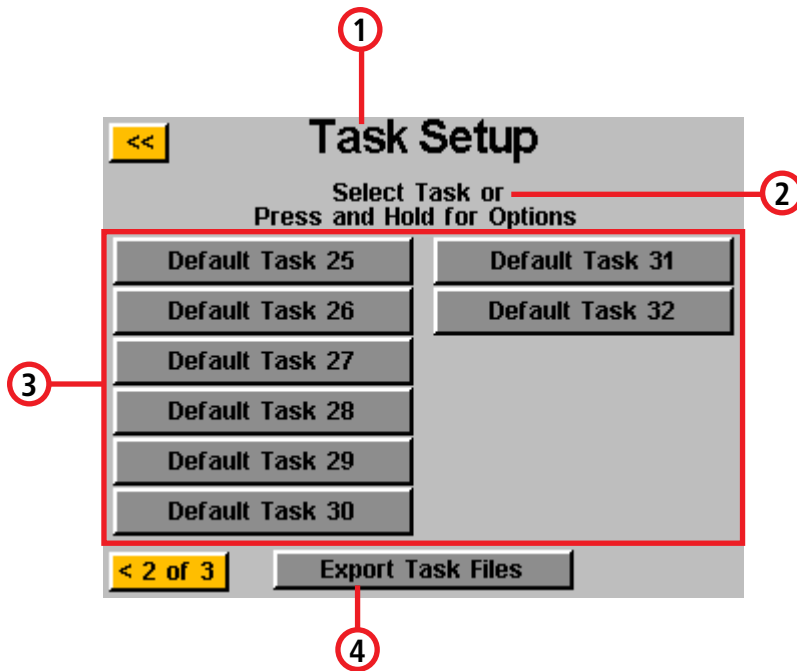 1
<<
Task Setup
Select Task or
Press and Hold for Options
2
Default Task 25
Default Task 31
Default Task 26
Default Task 32
Default Task 27
3
Default Task 28
Default Task 29
Default Task 30
< 2 of 3
Export Task Files
4